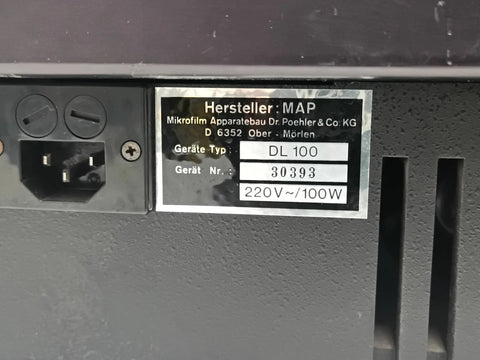 Hersteller: MAP
Mikrofilm Apparatebau Dr. Poehler & Co. KG
D 6352 Ober - Mörlen
Geräte Typ: DL 100
Gerät Nr.: 30393
220V~/100W